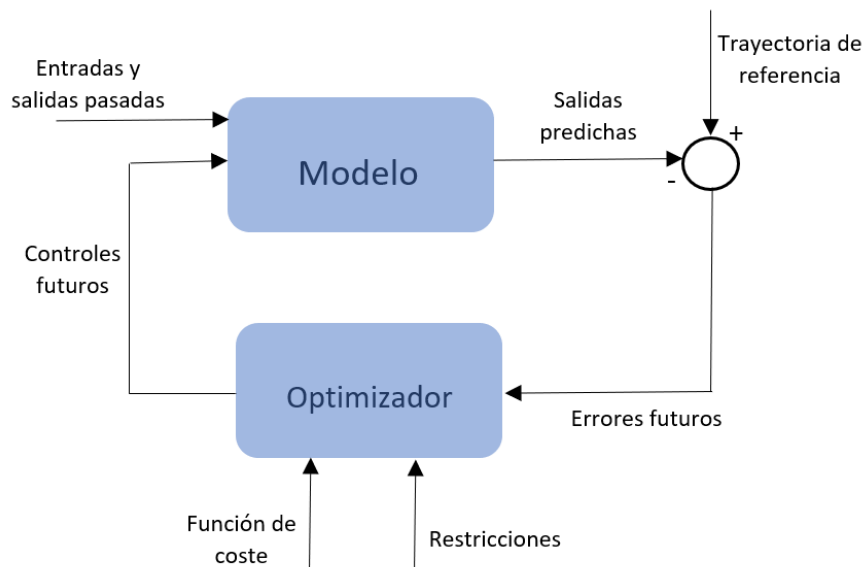 Entradas y
salidas pasadas
Trayectoria de
referencia
Salidas
predichas
+
-
Modelo
Controles
futuros
Optimizador
Errores futuros
Función de
coste
Restricciones